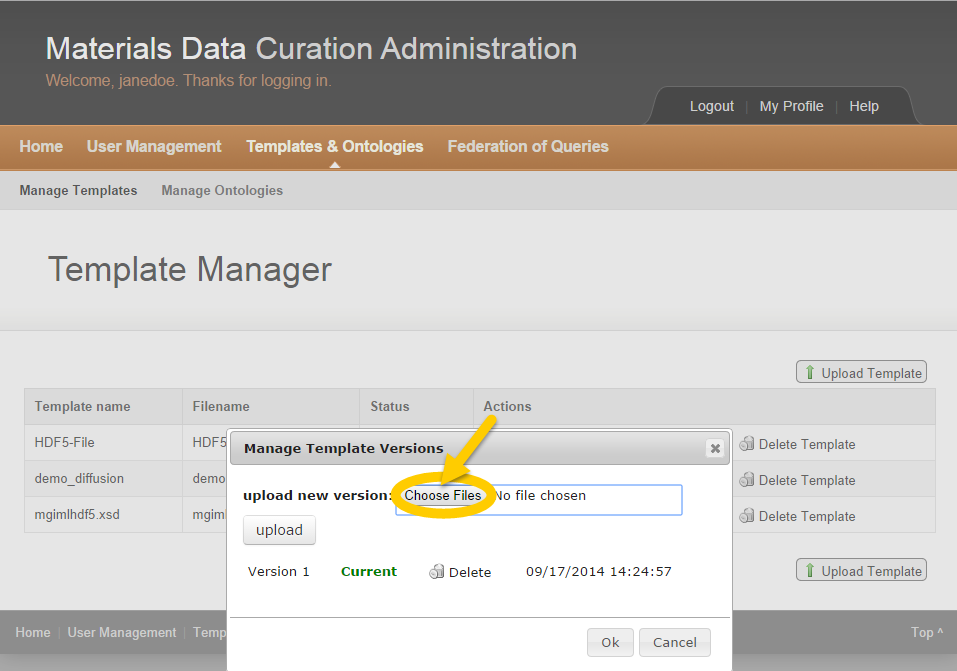 Materials Data Curation Administration
Welcome, janedoe. Thanks for logging in.
Logout My Profile Help
Home User Management Templates & Ontologies Federation of Queries
Manage Templates Manage Ontologies
Template Manager
Upload Template
Template name Filename Status Actions
HDF5-File HDF5 Delete Template
demo_diffusion demo Delete Template
mgimlhdf5.xsd mgiml Delete Template
Manage Template Versions
upload new version: Choose Files No file chosen
upload
Version 1 Current Delete 09/17/2014 14:24:57
Upload Template
Ok Cancel
Home User Management Temp Top ^